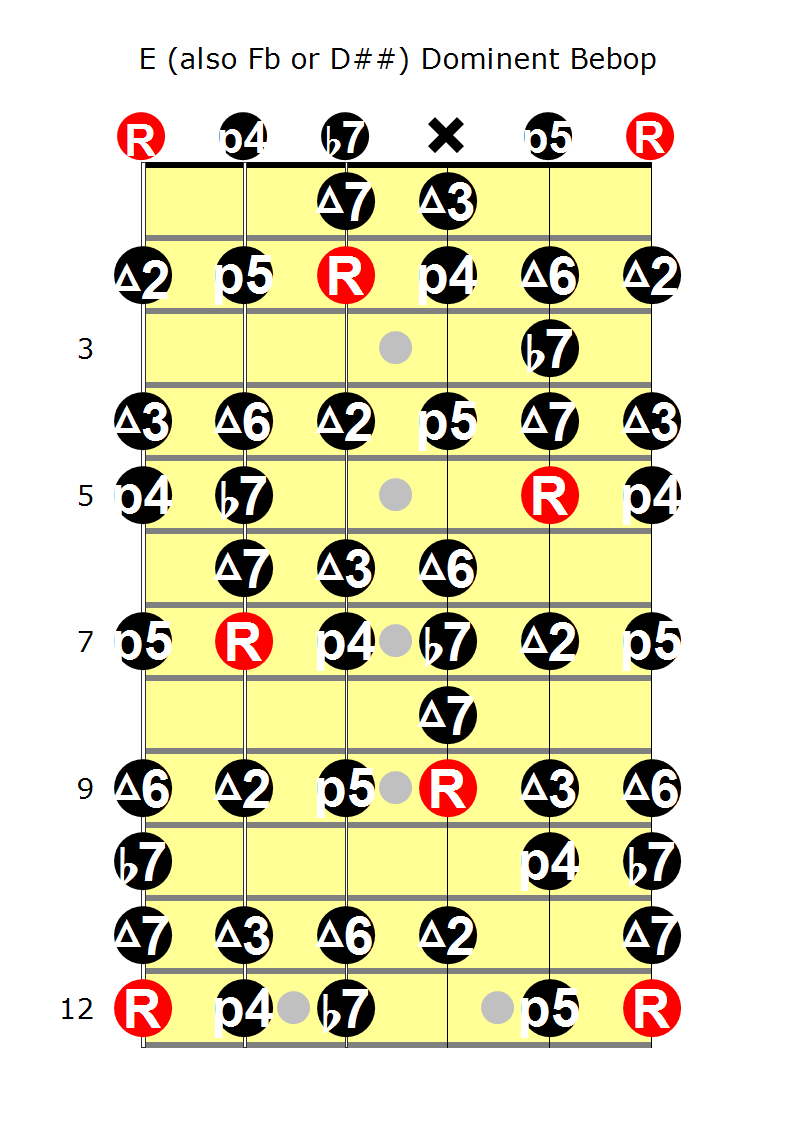 E (also Fb or D##) Dominent Bebop
R p4 ♭7 × p5 R
Δ7 Δ3
Δ2 p5 R p4 Δ6 Δ2
3 ♭7
Δ3 Δ6 Δ2 p5 Δ7 Δ3
5 p4 ♭7 R p4
Δ7 Δ3 Δ6
7 p5 R p4 ♭7 Δ2 p5
Δ7
9 Δ6 Δ2 p5 R Δ3 Δ6
♭7 p4 ♭7
Δ7 Δ3 Δ6 Δ2 Δ7
12 R p4 ♭7 p5 R